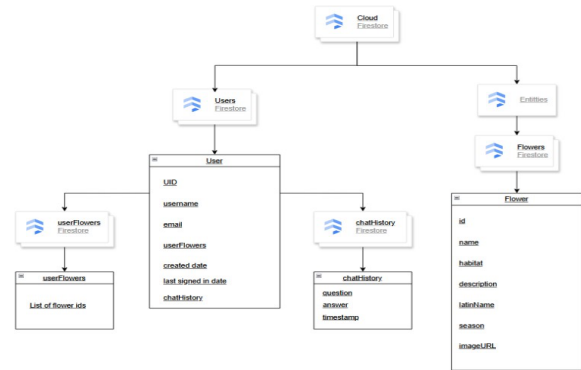 Cloud
Firestore
Users
Firestore
Entitties
Flowers
Firestore
User
UID
username
email
userFlowers
created date
last signed in date
chatHistory
userFlowers
Firestore
chatHistory
Firestore
userFlowers
List of flower ids
chatHistory
question
answer
timestamp
Flower
id
name
habitat
description
latinName
season
imageURL